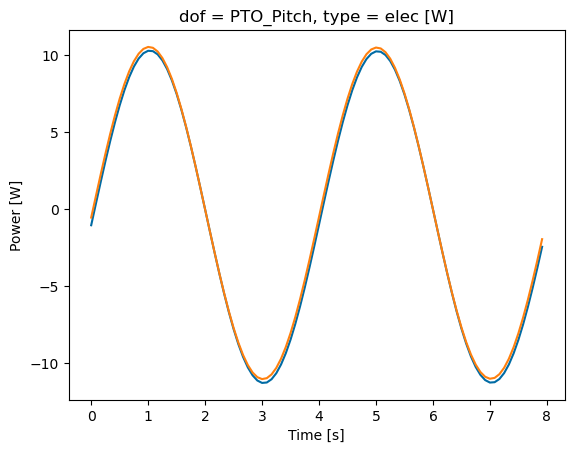 dof = PTO_Pitch, type = elec [W]
10
5
0
−5
−10
Power [W]
0 1 2 3 4 5 6 7 8
Time [s]